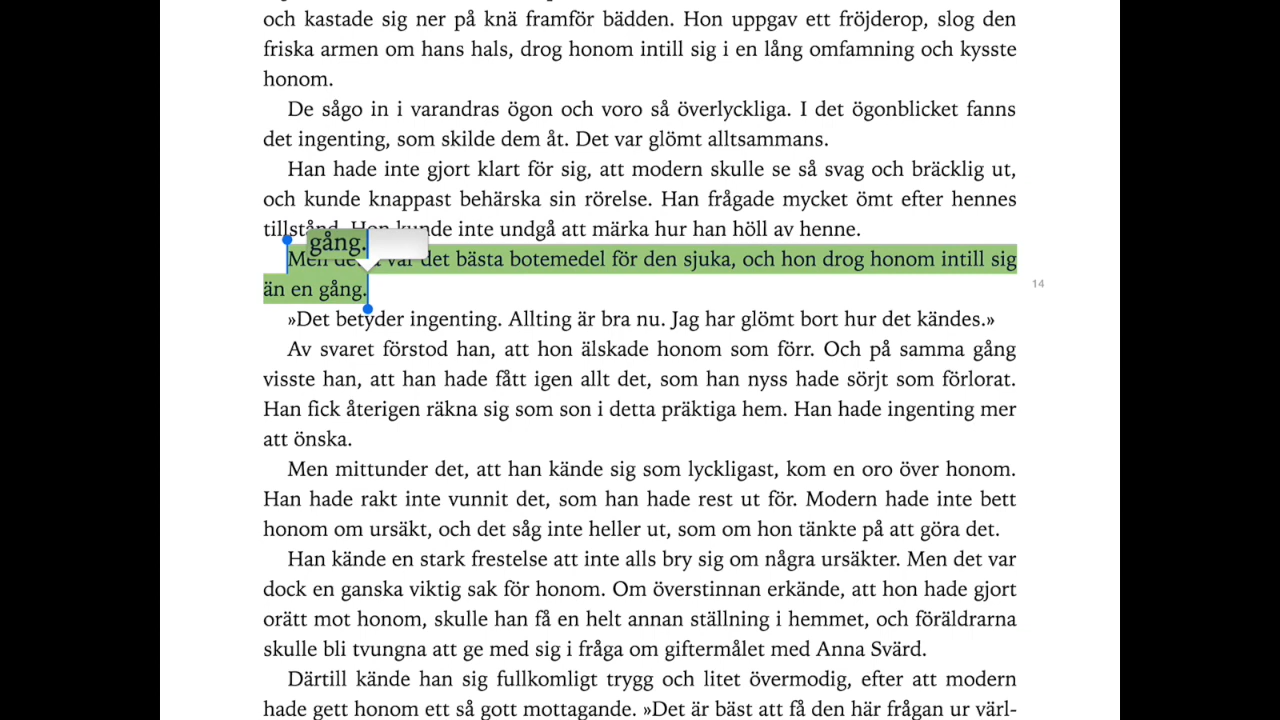 och kastade sig ner på knä framför bädden. Hon uppgav ett fröjderop, slog den
friska armen om hans hals, drog honom intill sig i en lång omfamning och kysste
honom.
De sågo in i varandras ögon och voro så överlyckliga. I det ögonblicket fanns
det ingenting, som skilde dem åt. Det var glömt alltsammans.
Han hade inte gjort klart för sig, att modern skulle se så svag och bräcklig ut,
och kunde knappast behärska sin rörelse. Han frågade mycket ömt efter hennes
tillstånd. Hon kunde inte undgå att märka hur han höll av henne.
gång.
Men var det bästa botemedel för den sjuka, och hon drog honom intill sig
än en gång.
14
»Det betyder ingenting. Allting är bra nu. Jag har glömt bort hur det kändes.»
Av svaret förstod han, att hon älskade honom som förr. Och på samma gång
visste han, att han hade fått igen allt det, som han nyss hade sörjt som förlorat.
Han fick återigen räkna sig som son i detta präktiga hem. Han hade ingenting mer
att önska.
Men mittunder det, att han kände sig som lyckligast, kom en oro över honom.
Han hade rakt inte vunnit det, som han hade rest ut för. Modern hade inte bett
honom om ursäkt, och det såg inte heller ut, som om hon tänkte på att göra det.
Han kände en stark frestelse att inte alls bry sig om några ursäkter. Men det var
dock en ganska viktig sak för honom. Om överstinnan erkände, att hon hade gjort
orätt mot honom, skulle han få en helt annan ställning i hemmet, och föräldrarna
skulle bli tvungna att ge med sig i fråga om giftermålet med Anna Svärd.
Därtill kände han sig fullkomligt trygg och litet övermodig, efter att modern
hade gett honom ett så gott mottagande. »Det är bäst att få den här frågan ur värl-